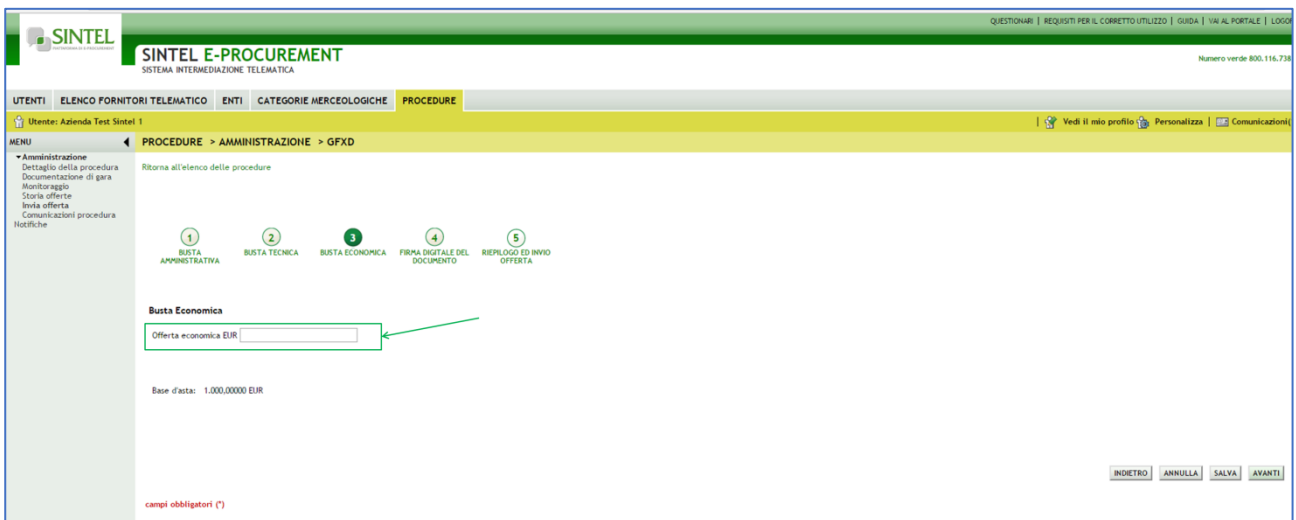 QUESTIONARI | REQUISITI PER IL CORRETTO UTILIZZO | GUIDA | VAI AL PORTALE | LOGO
SINTEL
SINTEL E-PROCUREMENT
SISTEMA INTERMEDIAZIONE TELEMATICA
Numero verde 800.116.738
UTENTI ELENCO FORNITORI TELEMATICO ENTI CATEGORIE MERCEOLOGICHE PROCEDURE
Utente: Azienda Test Sintel 1 | Vedi il mio profilo Personalizza | Comunicazioni(
MENU PROCEDURE > AMMINISTRAZIONE > GFXD
Amministrazione
Dettaglio della procedura
Documentazione di gara
Monitoraggio
Storia offerte
Invia offerta
Comunicazioni procedura
Notifiche
Ritorna all'elenco delle procedure
1 2 3 4 5
BUSTA AMMINISTRATIVA BUSTA TECNICA BUSTA ECONOMICA FIRMA DIGITALE DEL DOCUMENTO RIEPILOGO ED INVIO OFFERTA
Busta Economica
Offerta economica EUR
Base d'asta: 1.000,00000 EUR
INDIETRO ANNULLA SALVA AVANTI
campi obbligatori (*)